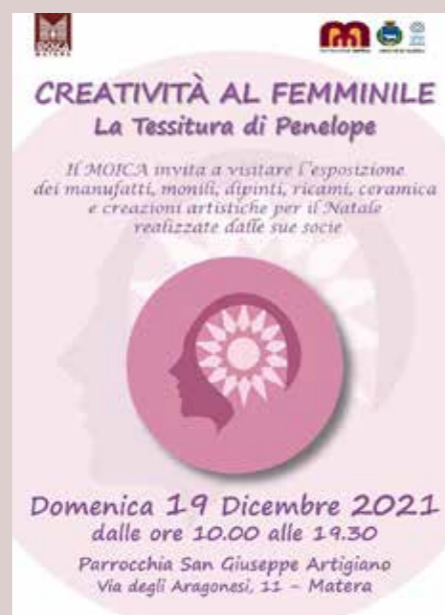 MOICA
MATERA
CREATIVITÀ AL FEMMINILE
La Tessitura di Penelope
Il MOICA invita a visitare l'esposizione
dei manufatti, monili, dipinti, ricami, ceramica
e creazioni artistiche per il Natale
realizzate dalle sue socie
Domenica 19 Dicembre 2021
dalle ore 10.00 alle 19.30
Parrocchia San Giuseppe Artigiano
Via degli Aragonesi, 11 - Matera